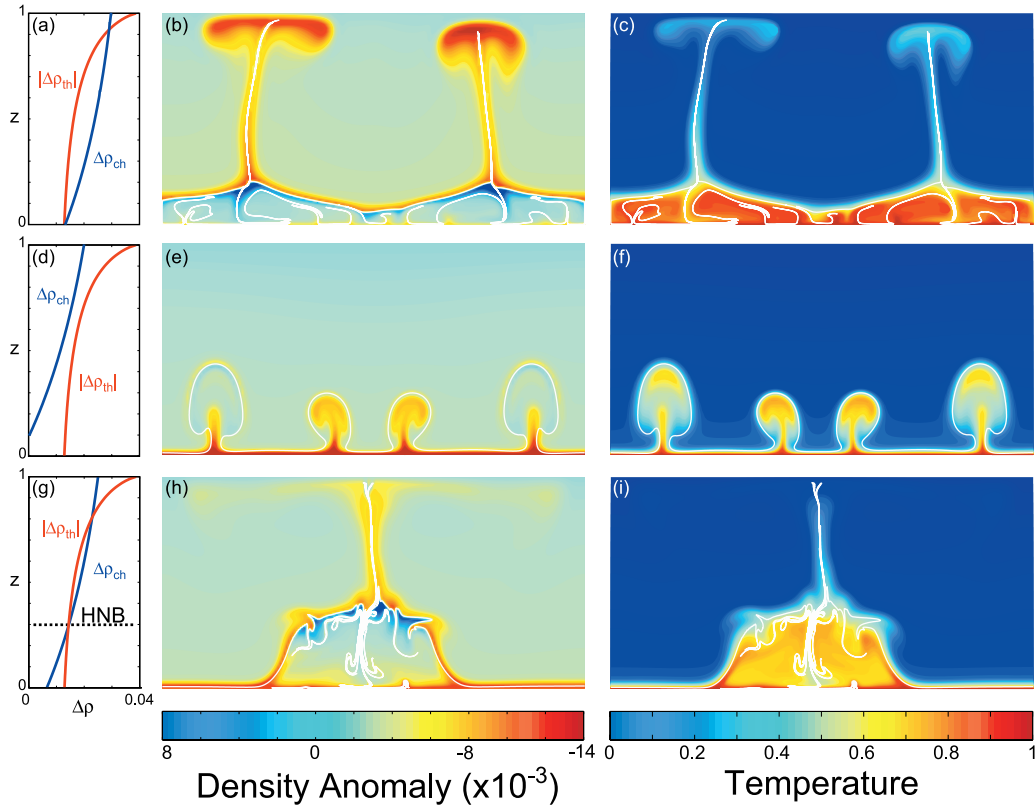 (a)
1
z
|Δρth|
Δρch
0
(b)
(c)
(d)
1
z
Δρch
|Δρth|
0
(e)
(f)
(g)
1
z
|Δρth|
Δρch
HNB
0
0
0.04
Δρ
(h)
(i)
8
0
-8
-14
Density Anomaly (x10-3)
0
0.2
0.4
0.6
0.8
1
Temperature